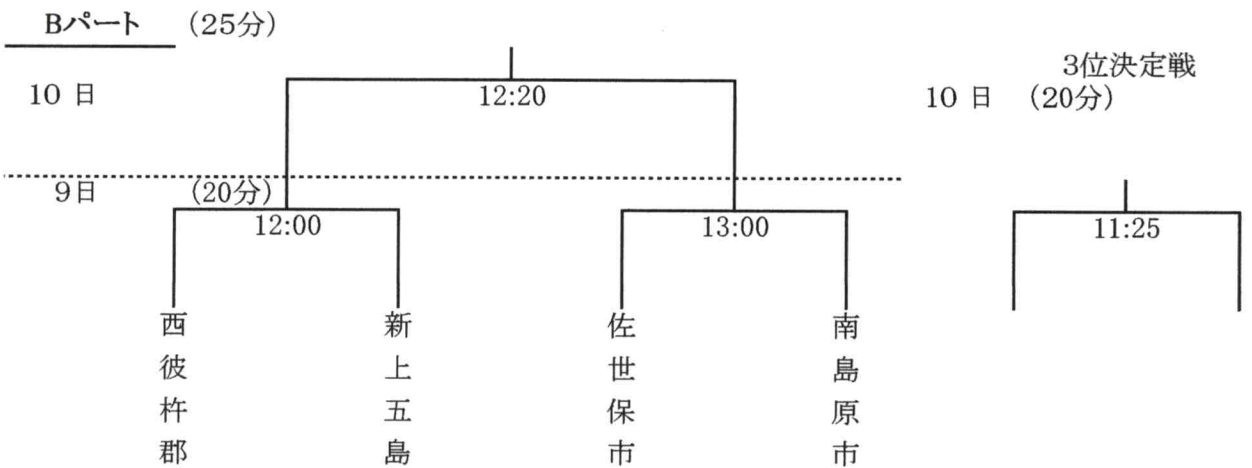 Bパート (25分)
3位決定戦
10 日
12:20
10 日 (20分)
9日 (20分)
12:00
13:00
11:25
西彼杵郡
新上五島
佐世保市
南島原市